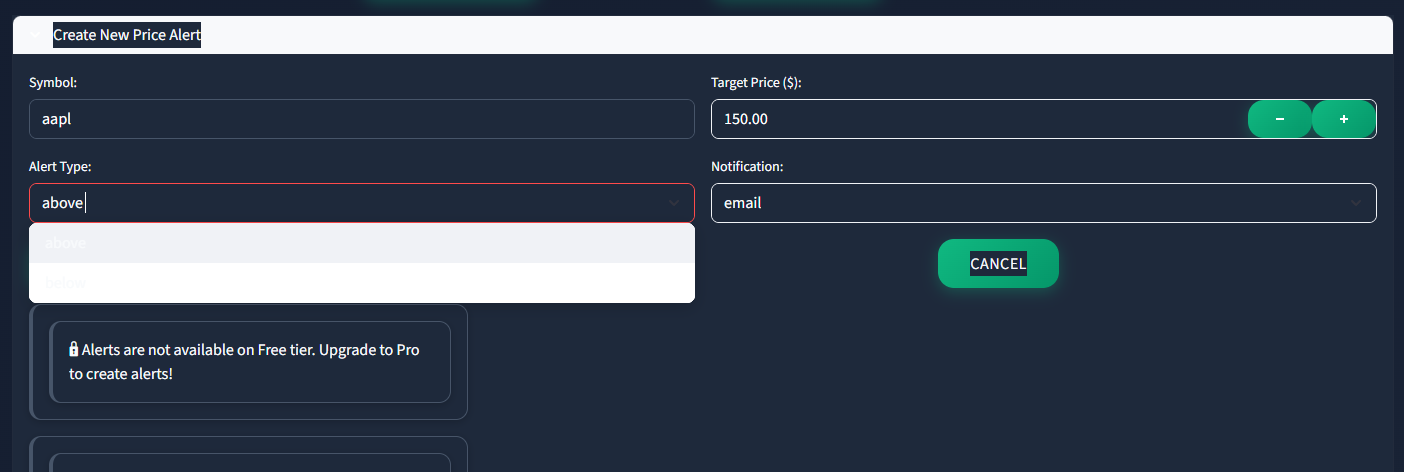 Create New Price Alert
Symbol:
Target Price ($):
aapl
150.00
Alert Type:
Notification:
above
email
above
below
CANCEL
Alerts are not available on Free tier. Upgrade to Pro
to create alerts!